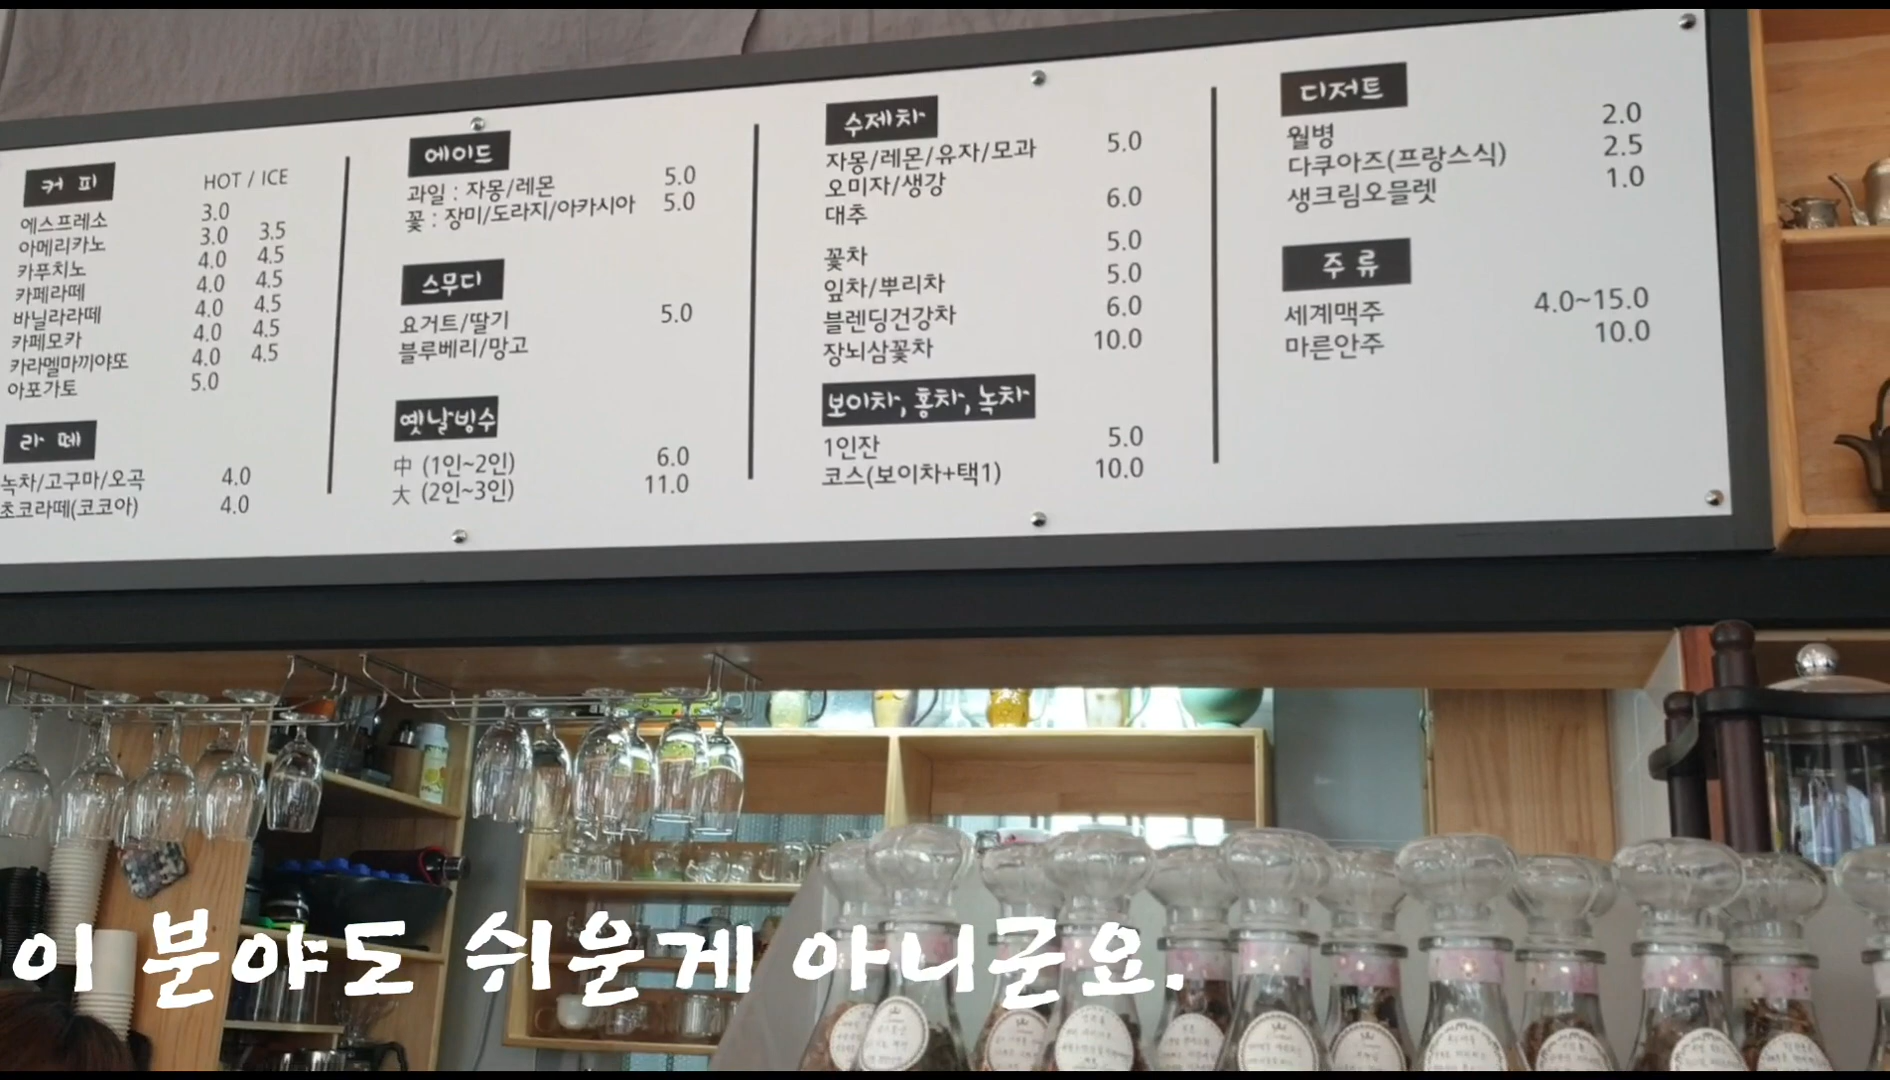 커 피
HOT / ICE
에스프레소 3.0
아메리카노 3.0 3.5
카푸치노 4.0 4.5
카페라떼 4.0 4.5
바닐라라떼 4.0 4.5
카페모카 4.0 4.5
카라멜마끼야또 4.0 4.5
아포가토 5.0
라 떼
녹차/고구마/오곡 4.0
초코라떼(코코아) 4.0
에이드
과일 : 자몽/레몬 5.0
꽃 : 장미/도라지/아카시아 5.0
스무디
요거트/딸기 5.0
블루베리/망고
옛날빙수
中 (1인~2인) 6.0
大 (2인~3인) 11.0
수제차
자몽/레몬/유자/모과 5.0
오미자/생강
대추 6.0
꽃차 5.0
잎차/뿌리차 5.0
블렌딩건강차 6.0
장뇌삼꽃차 10.0
보이차, 홍차, 녹차
1인잔 5.0
코스(보이차+택1) 10.0
디저트
월병 2.0
다쿠아즈(프랑스식) 2.5
생크림오믈렛 1.0
주 류
세계맥주 4.0~15.0
마른안주 10.0
이 분야도 쉬운게 아니군요.